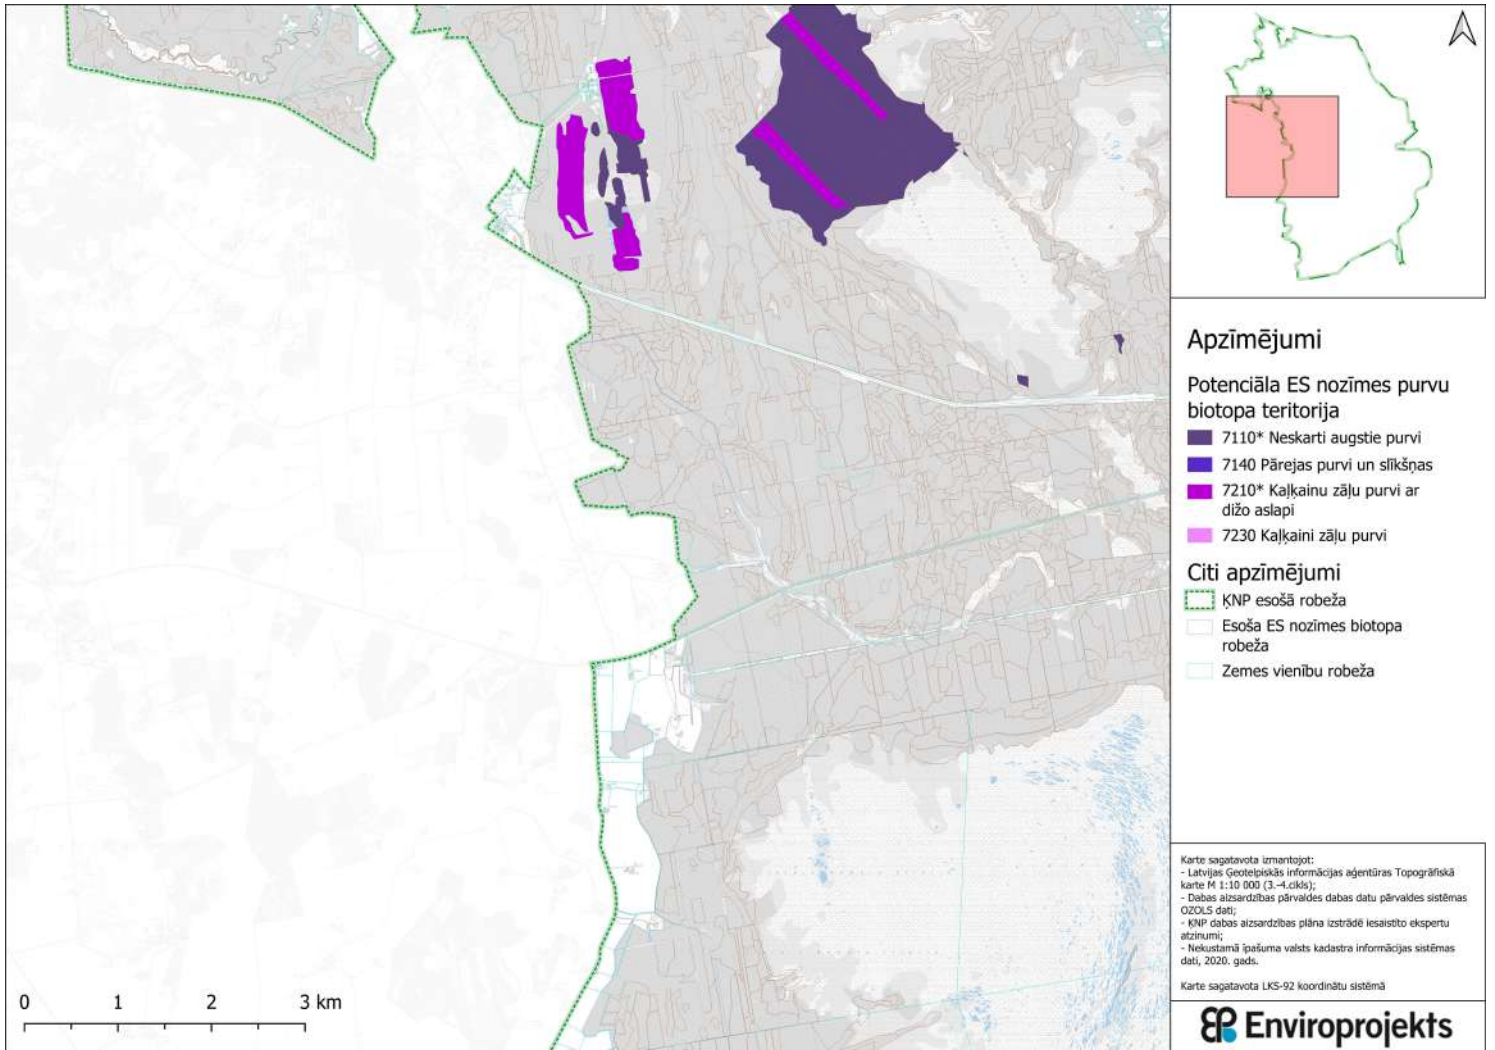 Apzīmējumi
Potenciāla ES nozīmes purvu
biotopa teritorija
7110* Neskarti augstie purvi
7140 Pārejas purvi un slīkšņas
7210* Kaļķainu zāļu purvi ar
dižo aslapi
7230 Kaļķaini zāļu purvi
Citi apzīmējumi
ĶNP esošā robeža
Esoša ES nozīmes biotopa
robeža
Zemes vienību robeža
Karte sagatavota izmantojot:
- Latvijas Ģeotelpiskās informācijas aģentūras Topogrāfiskā
karte M 1:10 000 (3.-4.cikls);
- Dabas aizsardzības pārvaldes dabas datu pārvaldes sistēmas
OZOLS dati;
- ĶNP dabas aizsardzības plāna izstrādē iesaistīto ekspertu
atzinumi;
- Nekustamā īpašuma valsts kadastra informācijas sistēmas
dati, 2020. gads.
Karte sagatavota LKS-92 koordinātu sistēmā
Enviroprojekts
0 1 2 3 km